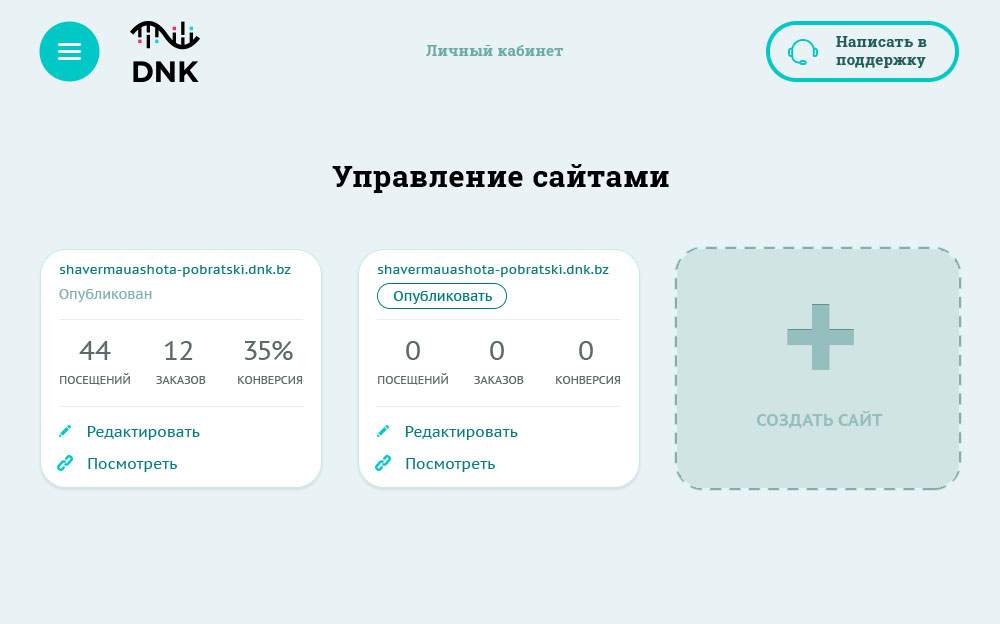 DNK
Личный кабинет
Написать в
поддержку
Управление сайтами
shavermauashota-pobratski.dnk.bz
Опубликован
44 12 35%
ПОСЕЩЕНИЙ ЗАКАЗОВ КОНВЕРСИЯ
Редактировать
Посмотреть
shavermauashota-pobratski.dnk.bz
Опубликовать
0 0 0
ПОСЕЩЕНИЙ ЗАКАЗОВ КОНВЕРСИЯ
Редактировать
Посмотреть
СОЗДАТЬ САЙТ